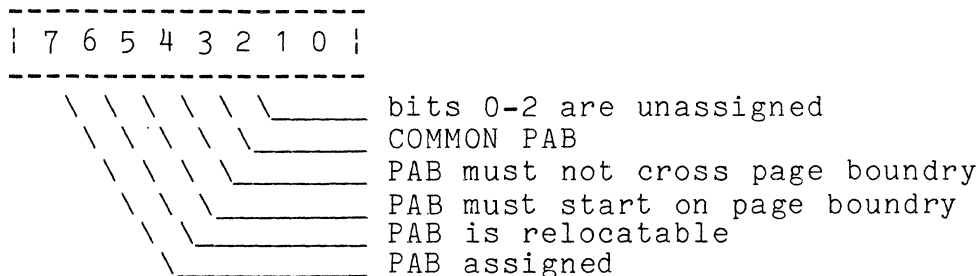 -------------------
| 7 6 5 4 3 2 1 0 |
-------------------
bits 0-2 are unassigned
COMMON PAB
PAB must not cross page boundry
PAB must start on page boundry
PAB is relocatable
PAB assigned